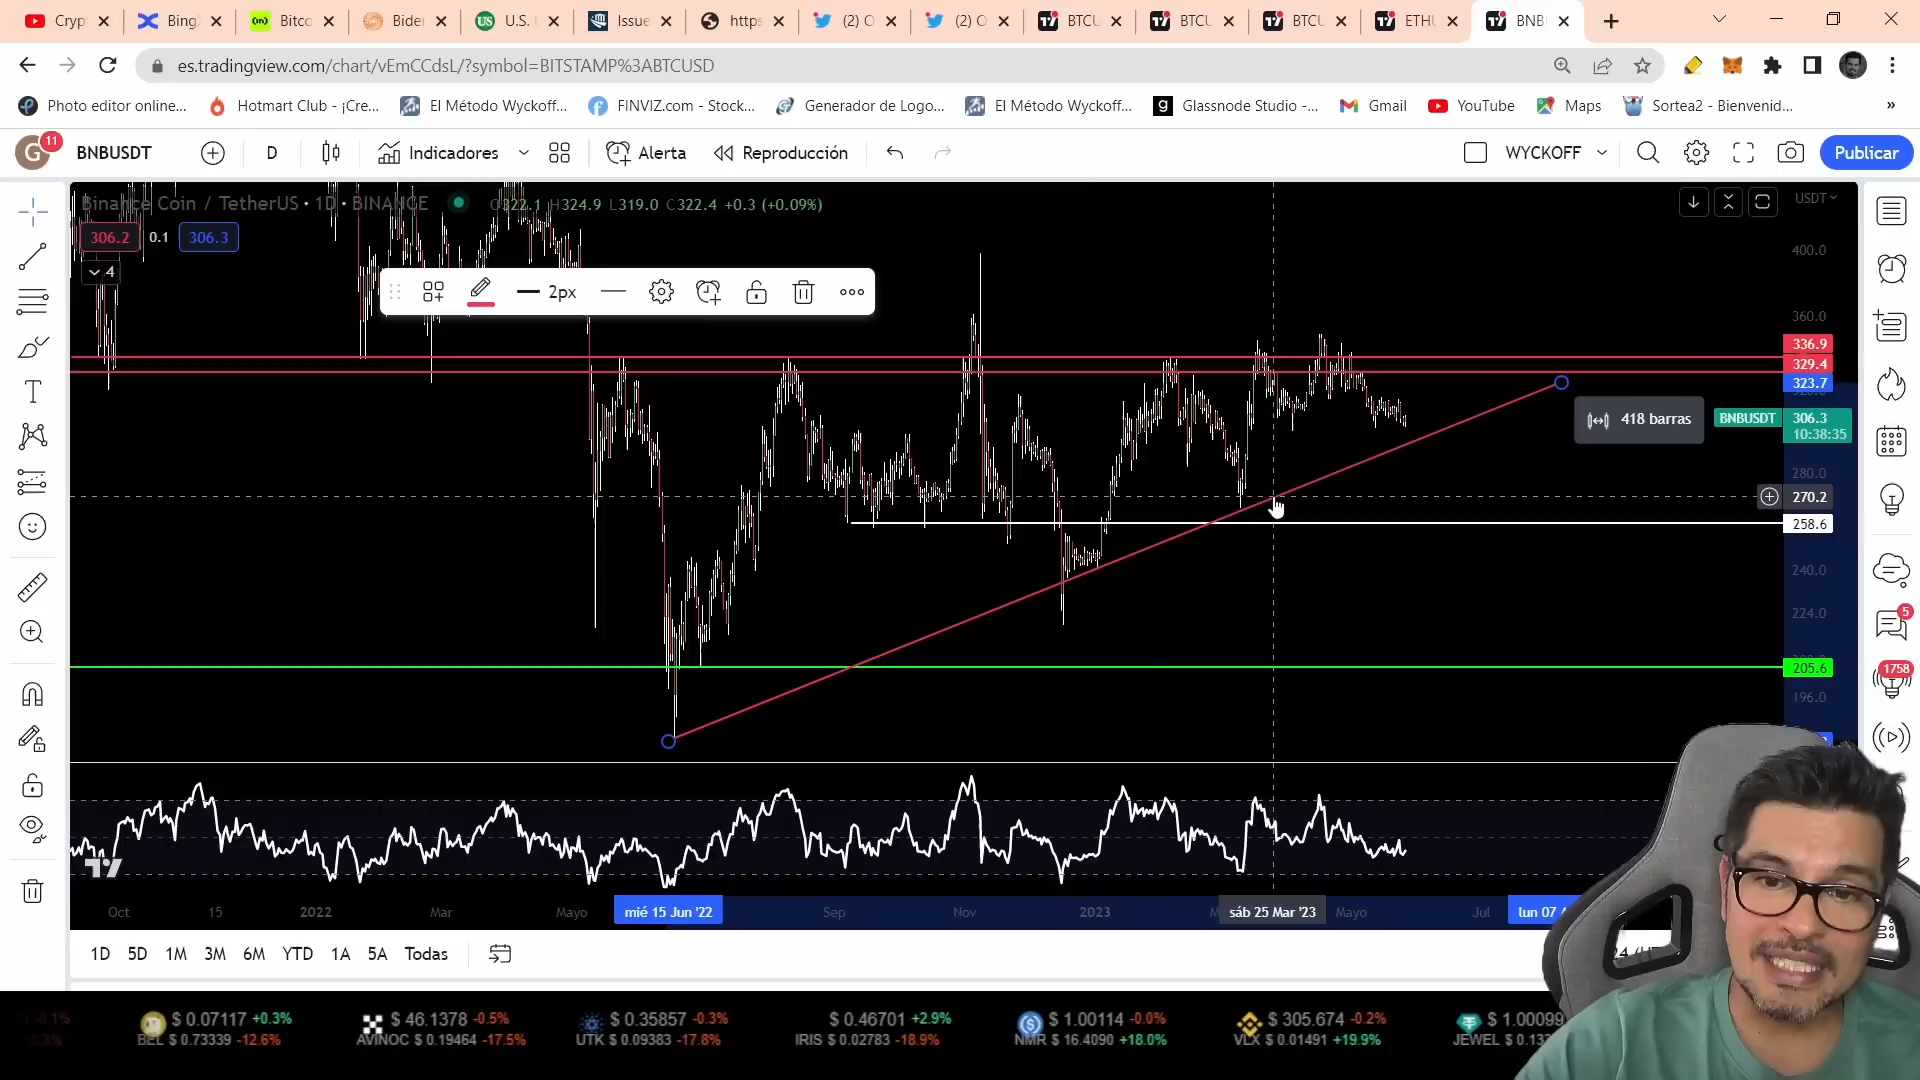 Cryp
Bing
(m) Bitco
Bider
US U.S.
Issue
https
(2) O
(2) O
BTCU
BTCU
BTCU
ETHU
BNB
es.tradingview.com/chart/vEmCCdsL/?symbol=BITSTAMP%3ABTCUSD
Photo editor online...
Hotmart Club - ¡Cre...
El Método Wyckoff...
FINVIZ.com - Stock...
Generador de Logo...
El Método Wyckoff...
Glassnode Studio -...
Gmail
YouTube
Maps
Sortea2 - Bienvenid...
»
G 11
BNBUSDT
D
Indicadores
Alerta
Reproducción
WYCKOFF
Publicar
Binance Coin / TetherUS • 1D • BINANCE
O322.1 H324.9 L319.0 C322.4 +0.3 (+0.09%)
USDT
306.2 0.1 306.3
4
2px
400.0
360.0
336.9
329.4
323.7
418 barras
BNBUSDT 306.3
10:38:35
280.0
270.2
258.6
240.0
224.0
205.6
196.0
5
1758
Oct
15
2022
Mar
Mayo
mié 15 Jun '22
Sep
Nov
2023
M
sáb 25 Mar '23
Mayo
Jul
lun 07 A
1D 5D 1M 3M 6M YTD 1A 5A Todas
$ 0.07117 +0.3%
BEL $ 0.73339 -12.6%
$ 46.1378 -0.5%
AVINOC $ 0.19464 -17.5%
$ 0.35857 -0.3%
UTK $ 0.09383 -17.8%
$ 0.46701 +2.9%
IRIS $ 0.02783 -18.9%
$ 1.00114 -0.0%
NMR $ 16.4090 +18.0%
$ 305.674 -0.2%
VLX $ 0.01491 +19.9%
$ 1.00099
JEWEL